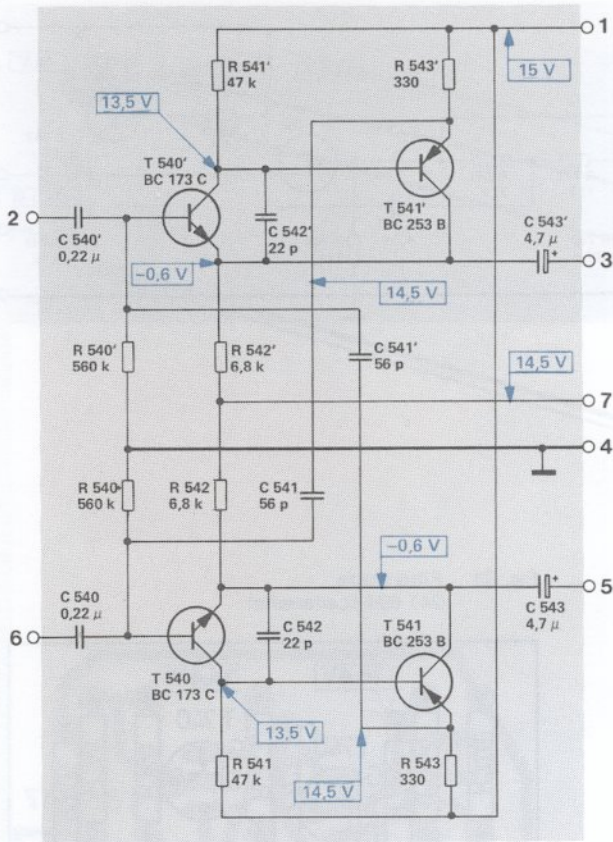 1
R 541'
47 k
R 543'
330
15 V
13,5 V
T 540'
BC 173 C
T 541'
BC 253 B
2
C 540'
0,22 μ
C 542'
22 p
C 543'
4,7 μ
+
3
–0,6 V
14,5 V
R 540'
560 k
R 542'
6,8 k
C 541'
56 p
14,5 V
7
4
R 540
560 k
R 542
6,8 k
C 541
56 p
–0,6 V
5
+
C 540
0,22 μ
C 543
4,7 μ
6
C 542
22 p
T 541
BC 253 B
T 540
BC 173 C
13,5 V
R 541
47 k
14,5 V
R 543
330